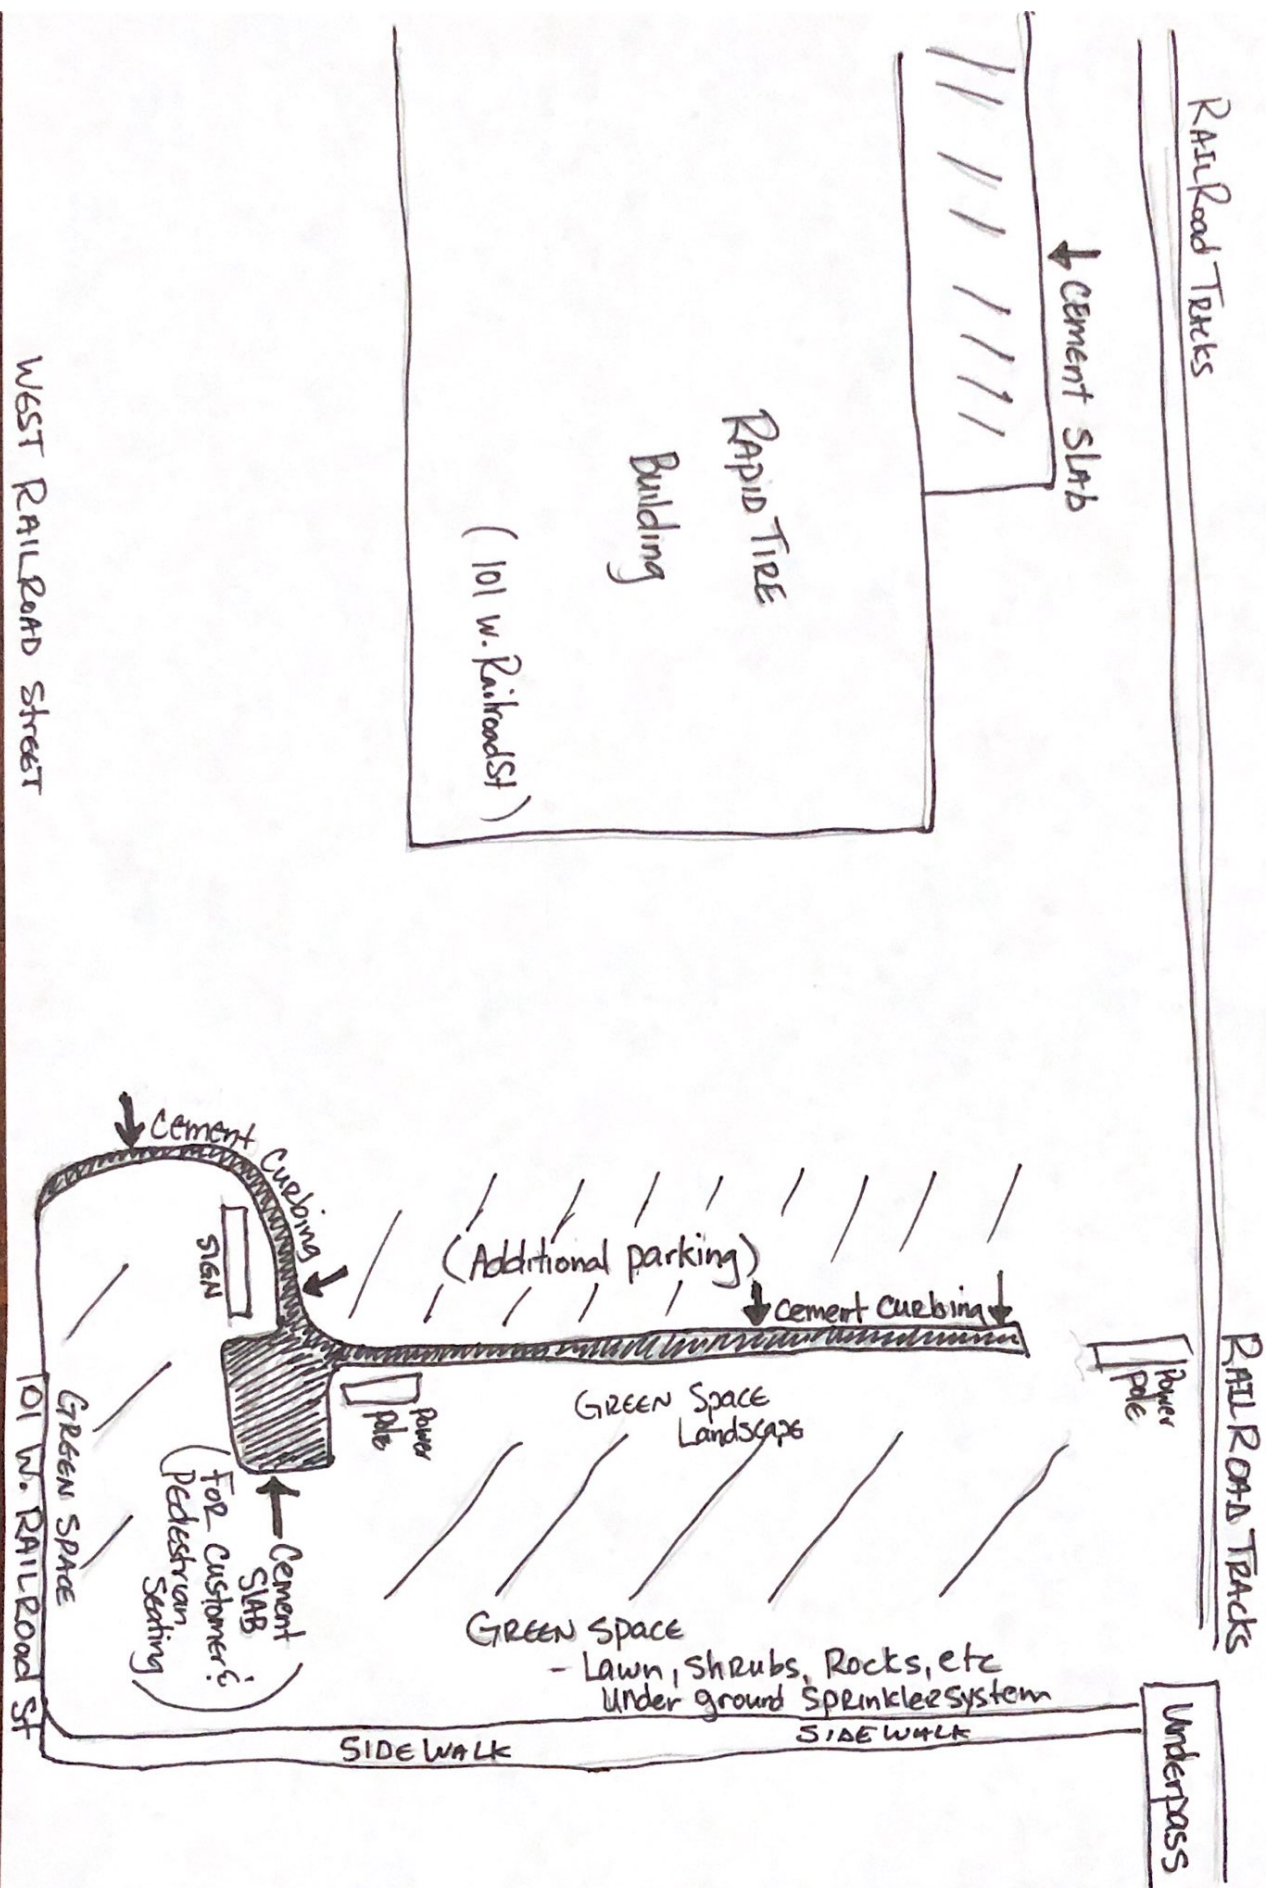 RAILRoad TRacks
↓ CEMENT SLAB
RAPID TIRE
Building
(101 W. Railroad St)
WEST RAILROAD STREET
↓ Cement Curbing ↓
SIGN
(Additional parking)
↓ Cement Curbing ↓
Power
pole
RAILROAD TRACKS
Power
pole
GREEN Space
Landscape
GREEN SPACE
101 W. RAILROad St
← Cement
SLAB
(FOR Customer &
Pedestrian
Seating)
GREEN Space
- Lawn, Shrubs, Rocks, etc
Under ground Sprinkler System
SIDEWALK
SIDEWALK
Underpass